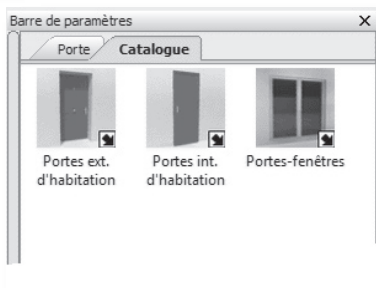 Barre de paramètres
Porte
Catalogue
Portes ext.
d'habitation
Portes int.
d'habitation
Portes-fenêtres